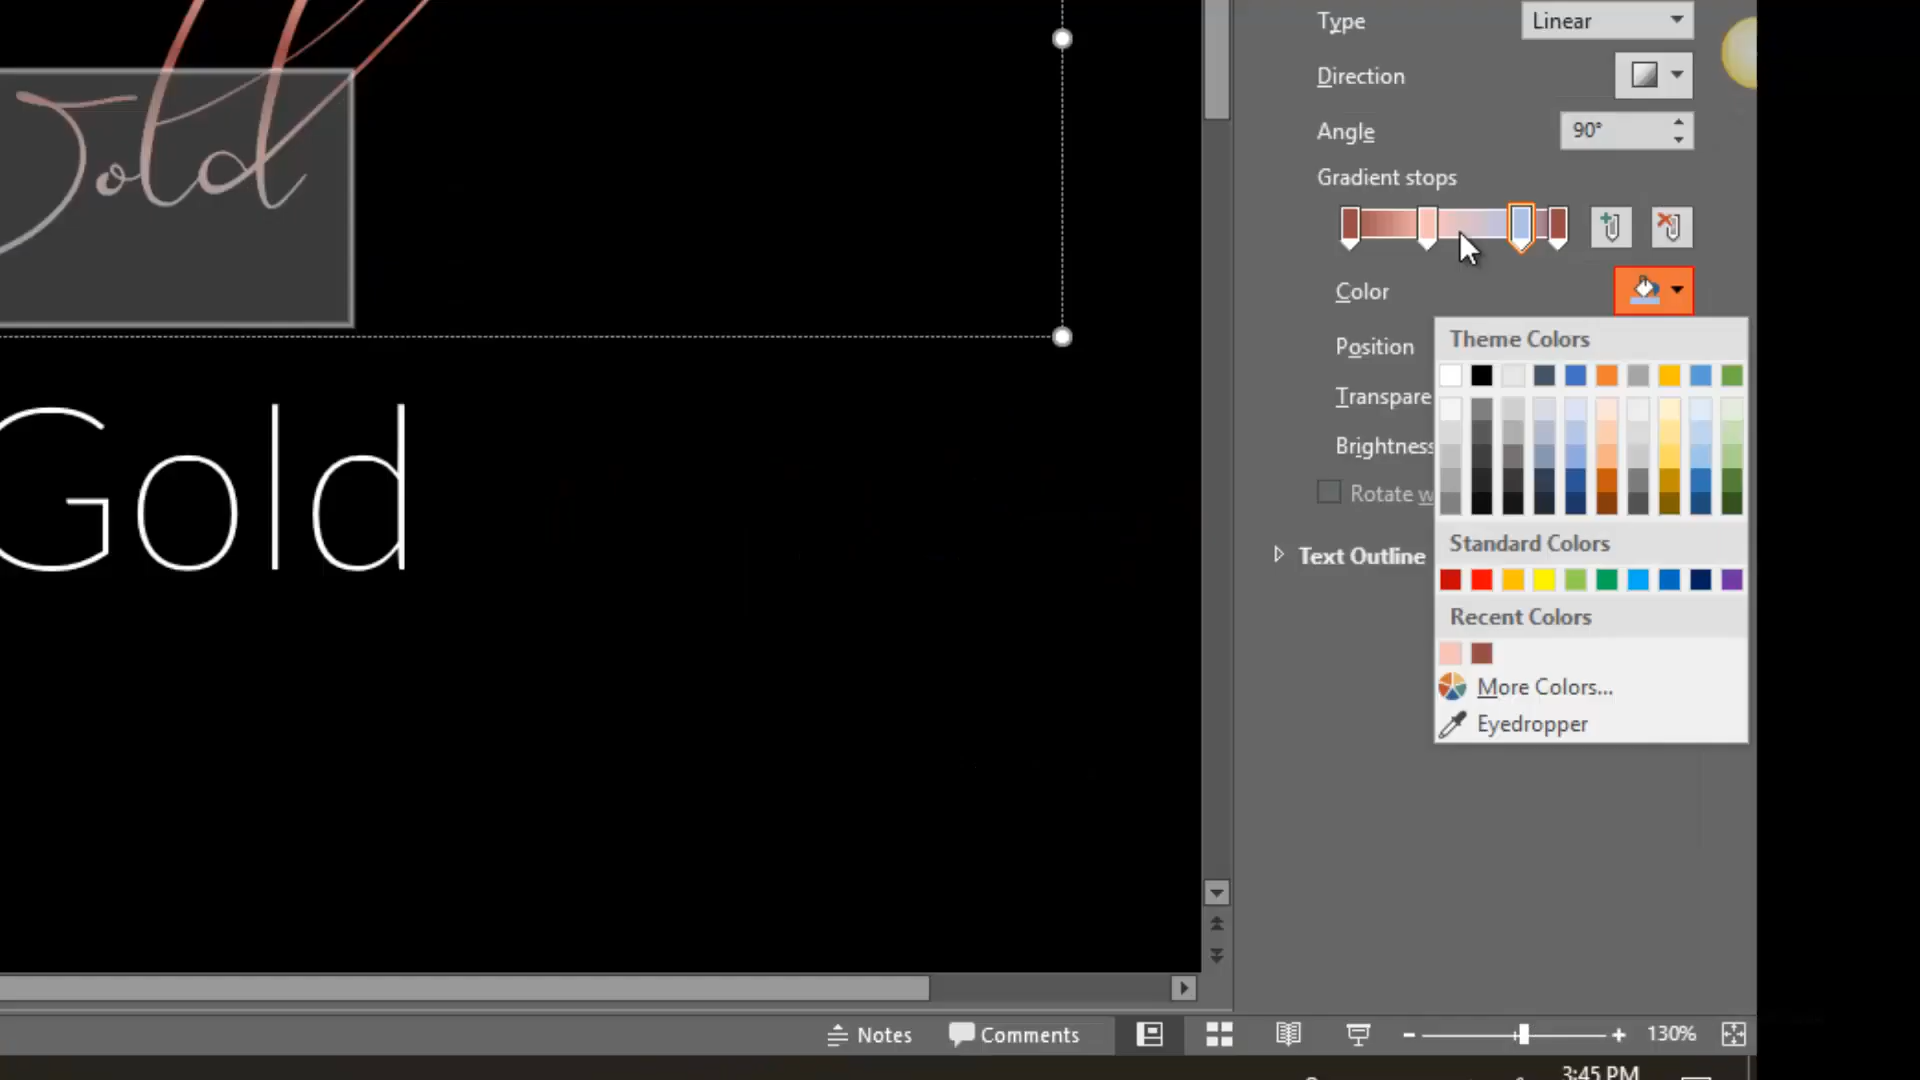 Type
Linear
Direction
Angle
90°
Gradient stops
Color
Theme Colors
Position
Transpare
Brightness
Rotate w
Standard Colors
Text Outline
Recent Colors
More Colors...
Eyedropper
Gold
Gold
Notes
Comments
130%
3:45 PM